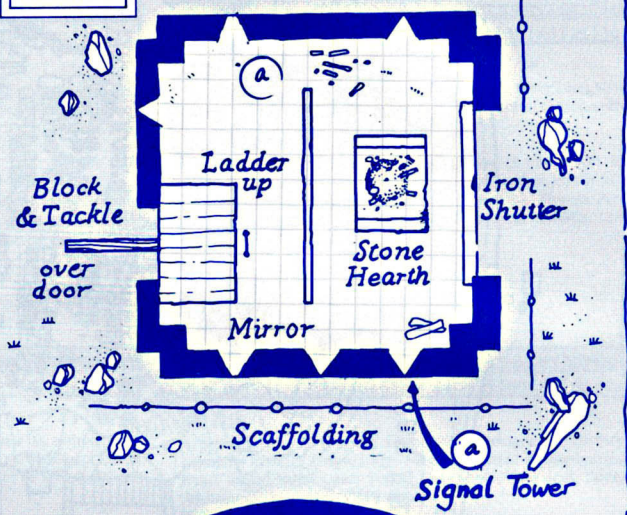 a
Ladder
up
Block
& Tackle
over
door
Iron
Shutter
Stone
Hearth
Mirror
Scaffolding
a
Signal Tower